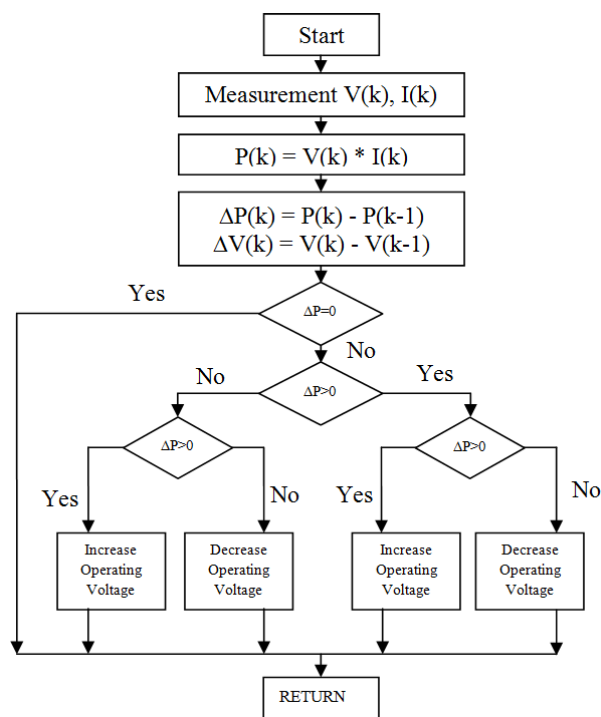 Start
Measurement V(k), I(k)
P(k) = V(k) * I(k)
ΔP(k) = P(k) - P(k-1)
ΔV(k) = V(k) - V(k-1)
Yes
ΔP=0
No
No
ΔP>0
Yes
ΔP>0
ΔP>0
Yes
No
Yes
No
Increase
Operating
Voltage
Decrease
Operating
Voltage
Increase
Operating
Voltage
Decrease
Operating
Voltage
RETURN